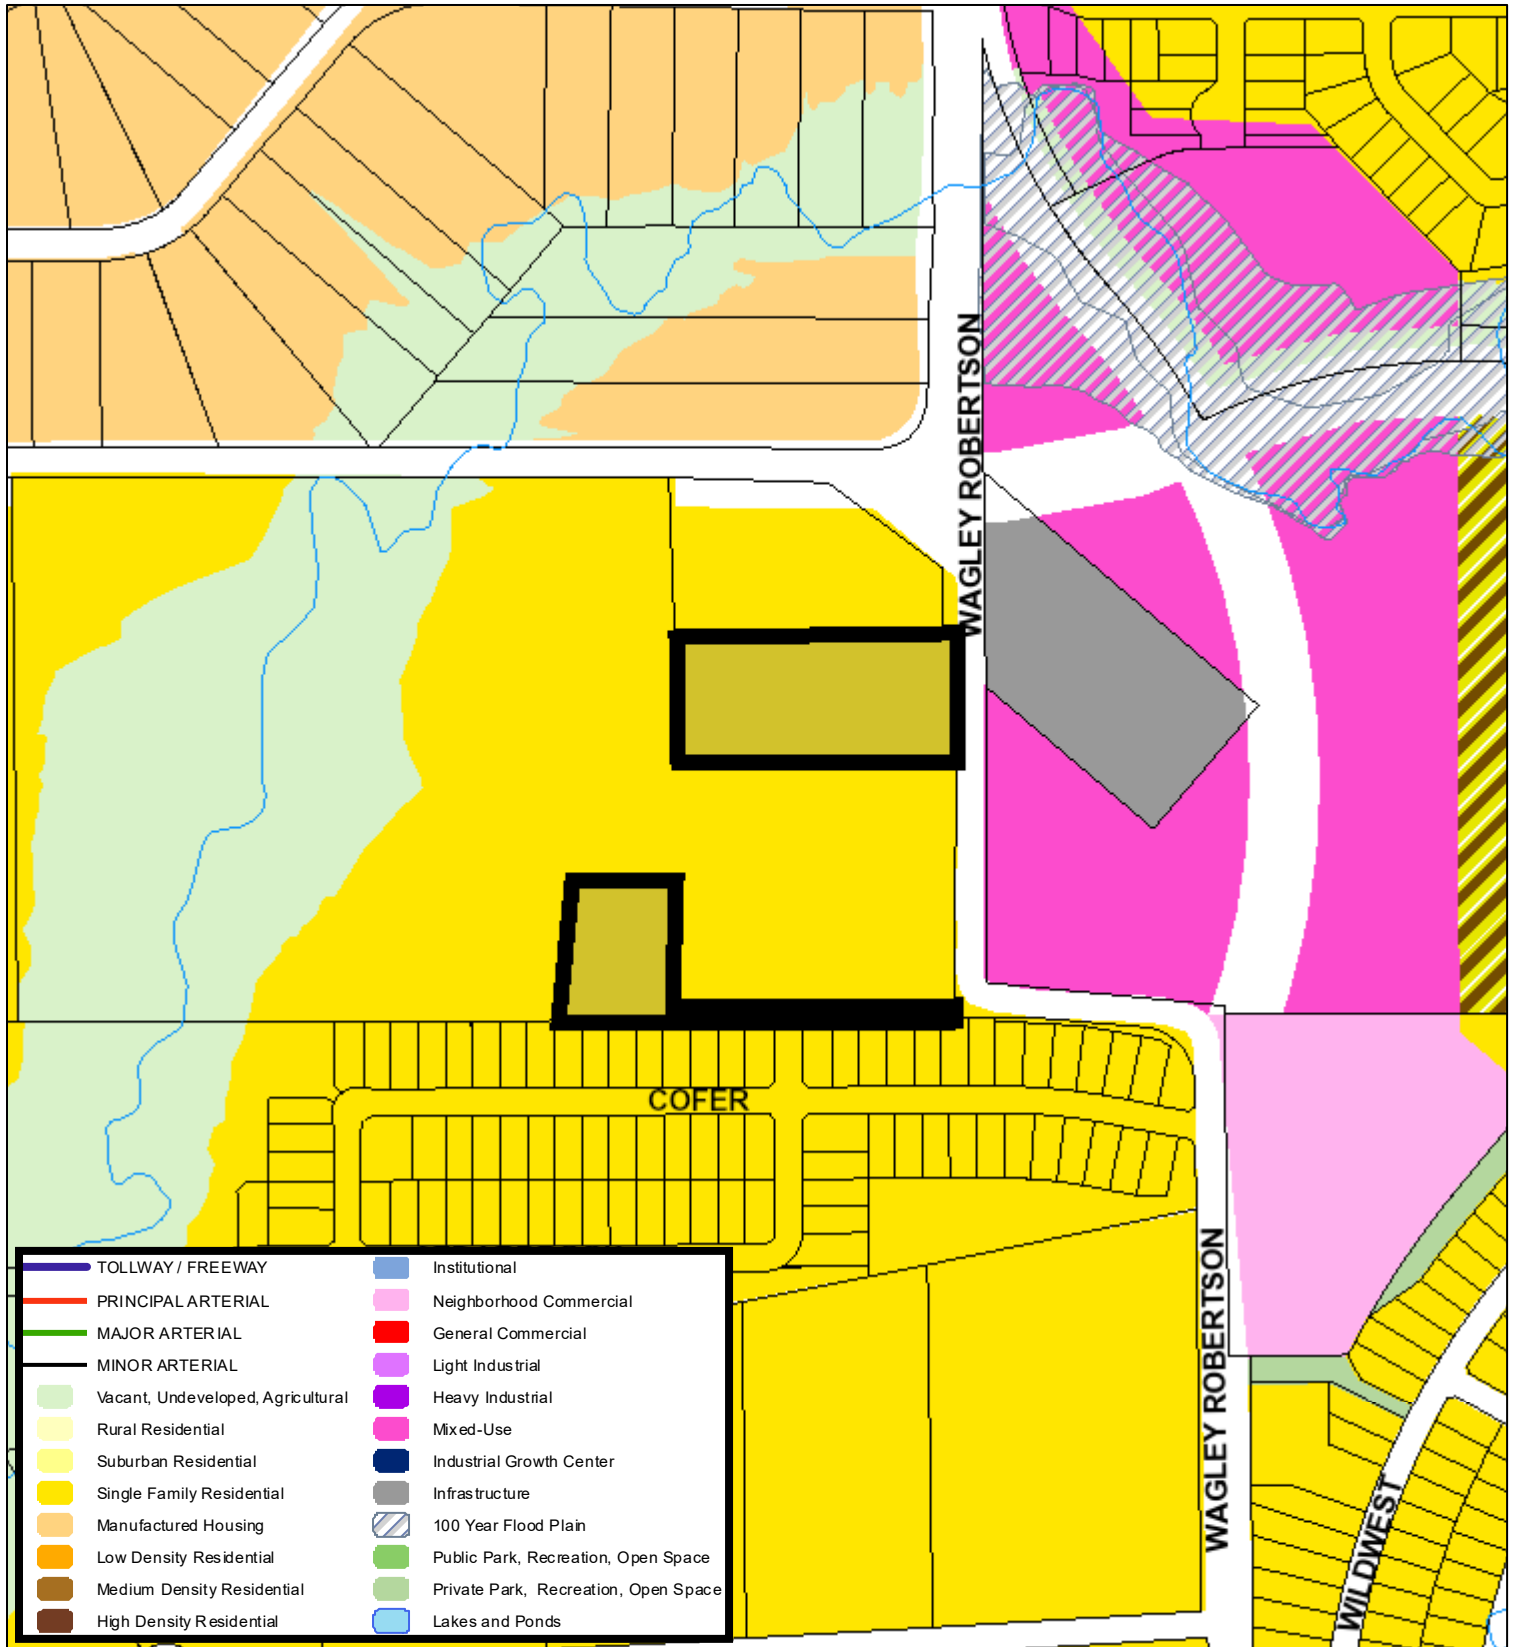 WAGLEY ROBERTSON
COFER
WAGLEY ROBERTSON
WILDWEST
TOLLWAY / FREEWAY
PRINCIPAL ARTERIAL
MAJOR ARTERIAL
MINOR ARTERIAL
Vacant, Undeveloped, Agricultural
Rural Residential
Suburban Residential
Single Family Residential
Manufactured Housing
Low Density Residential
Medium Density Residential
High Density Residential
Institutional
Neighborhood Commercial
General Commercial
Light Industrial
Heavy Industrial
Mixed-Use
Industrial Growth Center
Infrastructure
100 Year Flood Plain
Public Park, Recreation, Open Space
Private Park, Recreation, Open Space
Lakes and Ponds